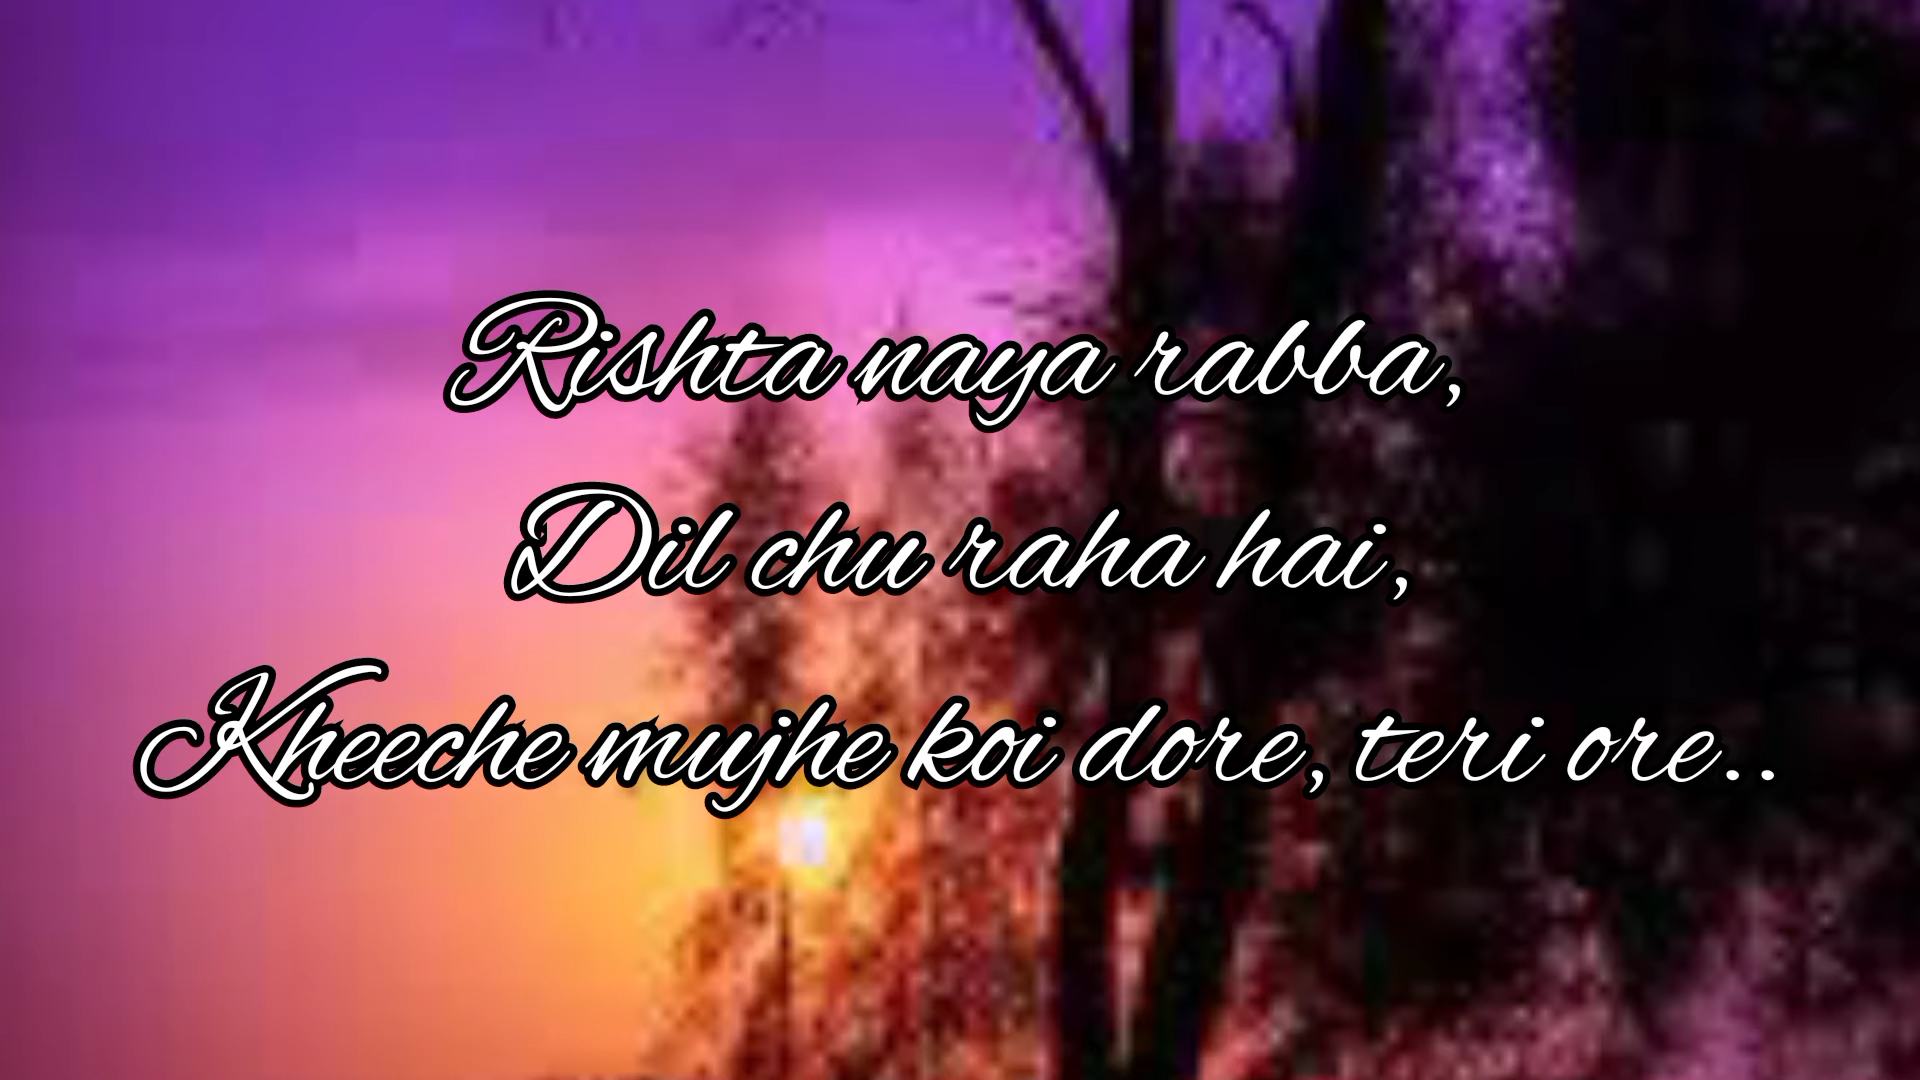 Rishta naya rabba,
Dil chu raha hai,
Kheeche mujhe koi dore, teri ore..